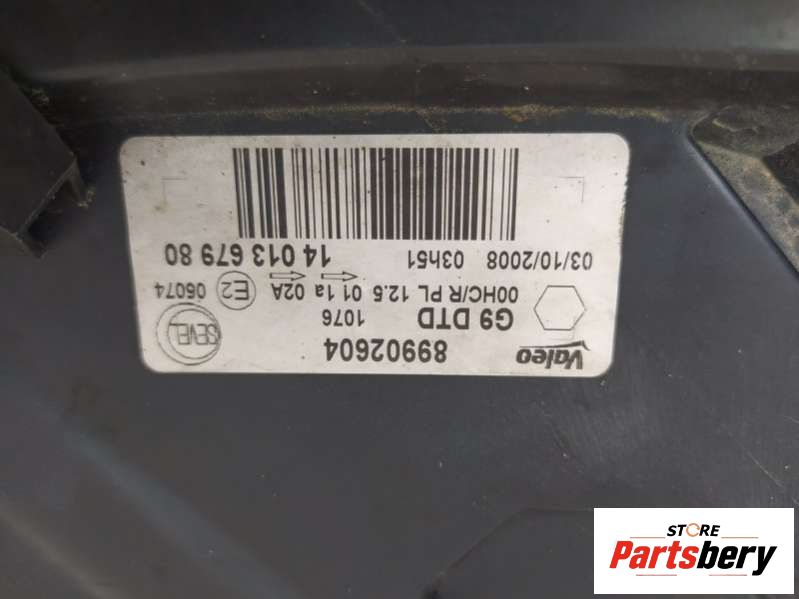 Valeo
89902604
SEVEL
G9 DTD
1076
00HC/R PL 12.5 01 1a 02A
E2
05074
03/10/2008 03h51
14 013 679 80
STORE
Partsbery